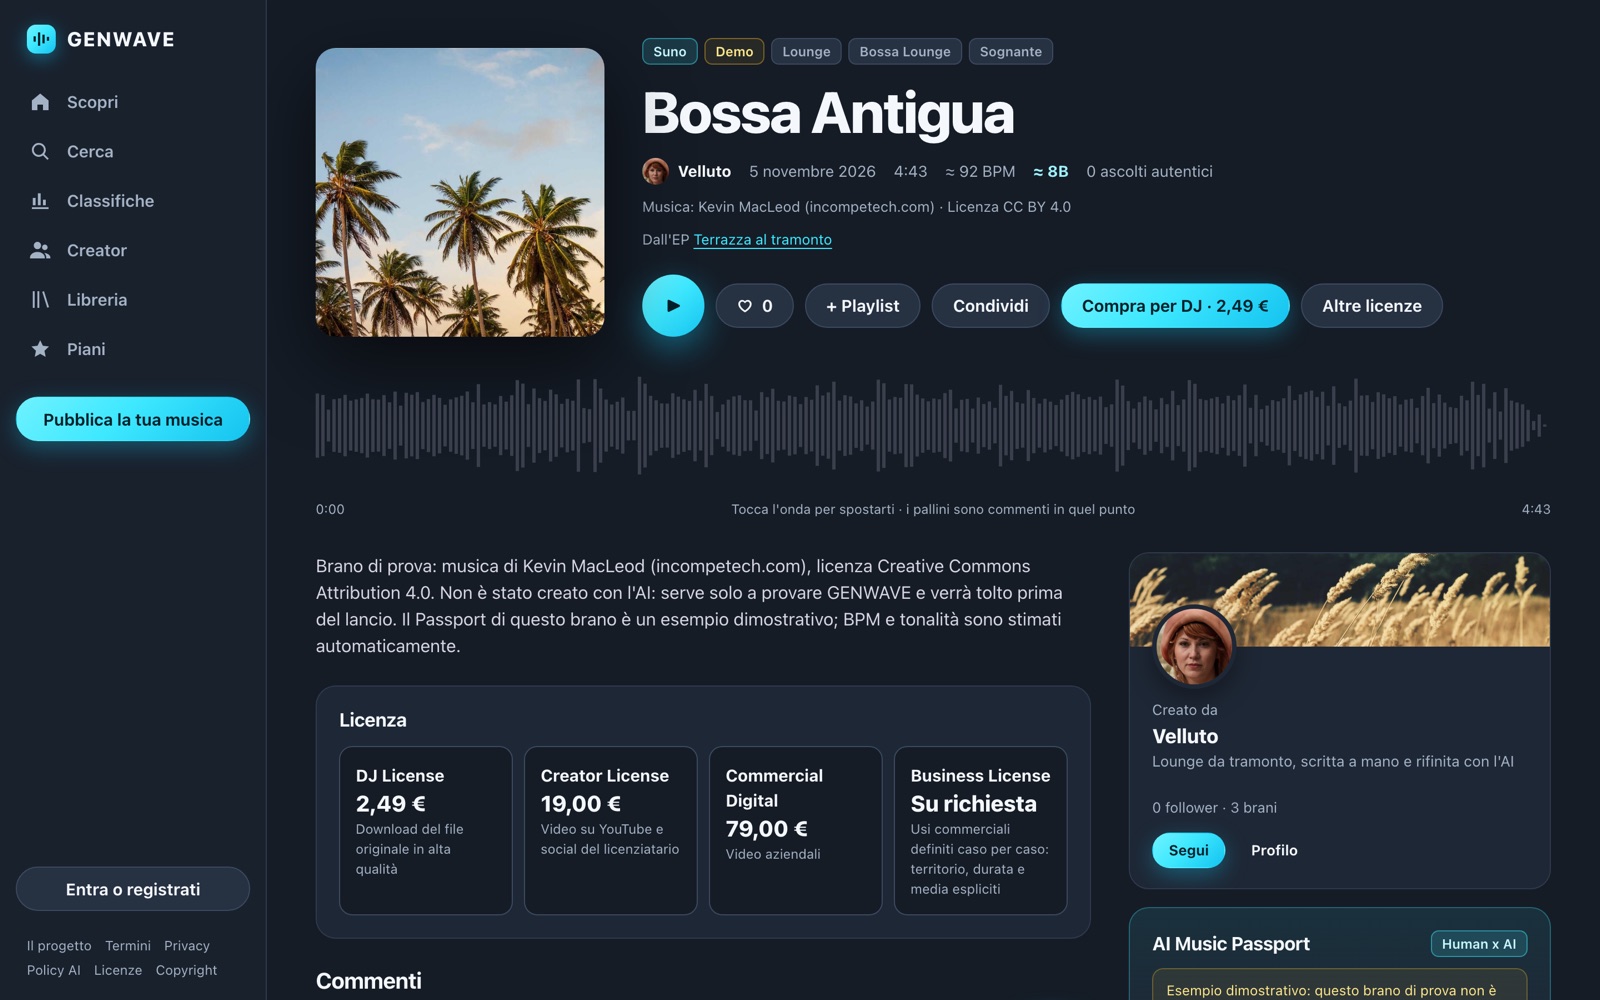 GENWAVE
Scopri
Cerca
Classifiche
Creator
Libreria
Piani
Pubblica la tua musica
Entra o registrati
Il progetto Termini Privacy
Policy AI Licenze Copyright
Suno Demo Lounge Bossa Lounge Sognante
Bossa Antigua
Velluto 5 novembre 2026 4:43 ≈ 92 BPM ≈ 8B 0 ascolti autentici
Musica: Kevin MacLeod (incompetech.com) · Licenza CC BY 4.0
Dall'EP Terrazza al tramonto
0 + Playlist Condividi Compra per DJ · 2,49 € Altre licenze
0:00 Tocca l'onda per spostarti · i pallini sono commenti in quel punto 4:43
Brano di prova: musica di Kevin MacLeod (incompetech.com), licenza Creative Commons
Attribution 4.0. Non è stato creato con l'AI: serve solo a provare GENWAVE e verrà tolto prima
del lancio. Il Passport di questo brano è un esempio dimostrativo; BPM e tonalità sono stimati
automaticamente.
Licenza
DJ License
2,49 €
Download del file
originale in alta
qualità
Creator License
19,00 €
Video su YouTube e
social del licenziatario
Commercial
Digital
79,00 €
Video aziendali
Business License
Su richiesta
Usi commerciali
definiti caso per caso:
territorio, durata e
media espliciti
Commenti
Creato da
Velluto
Lounge da tramonto, scritta a mano e rifinita con l'AI
0 follower · 3 brani
Segui Profilo
AI Music Passport Human x AI
Esempio dimostrativo: questo brano di prova non è